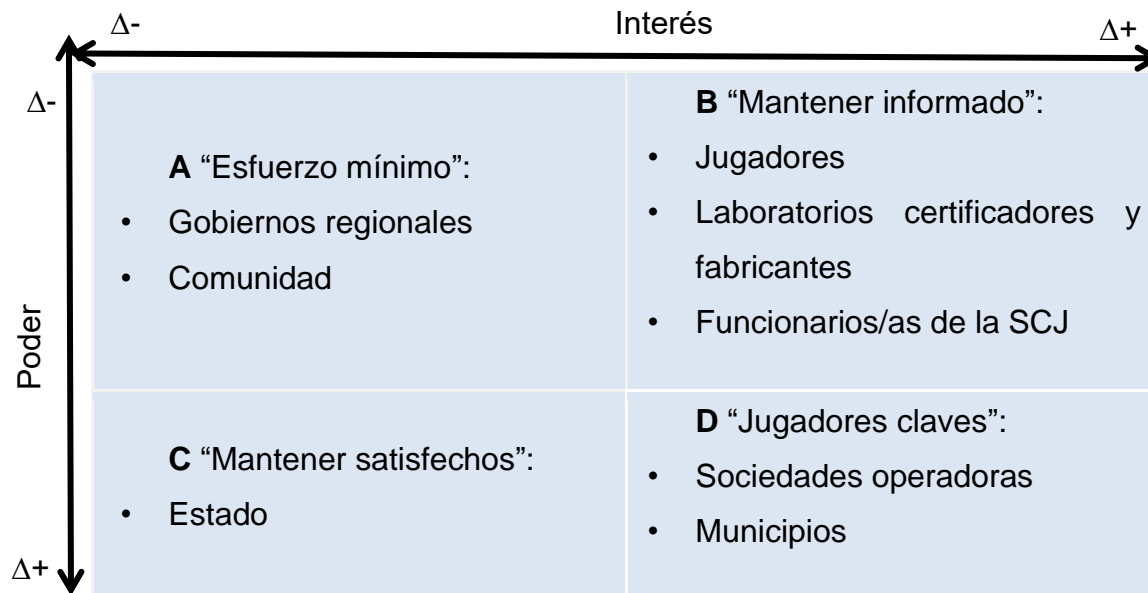 Δ- Interés Δ+
Δ-
Poder
Δ+
A “Esfuerzo mínimo”:
• Gobiernos regionales
• Comunidad
B “Mantener informado”:
• Jugadores
• Laboratorios certificadores y
fabricantes
• Funcionarios/as de la SCJ
C “Mantener satisfechos”:
• Estado
D “Jugadores claves”:
• Sociedades operadoras
• Municipios